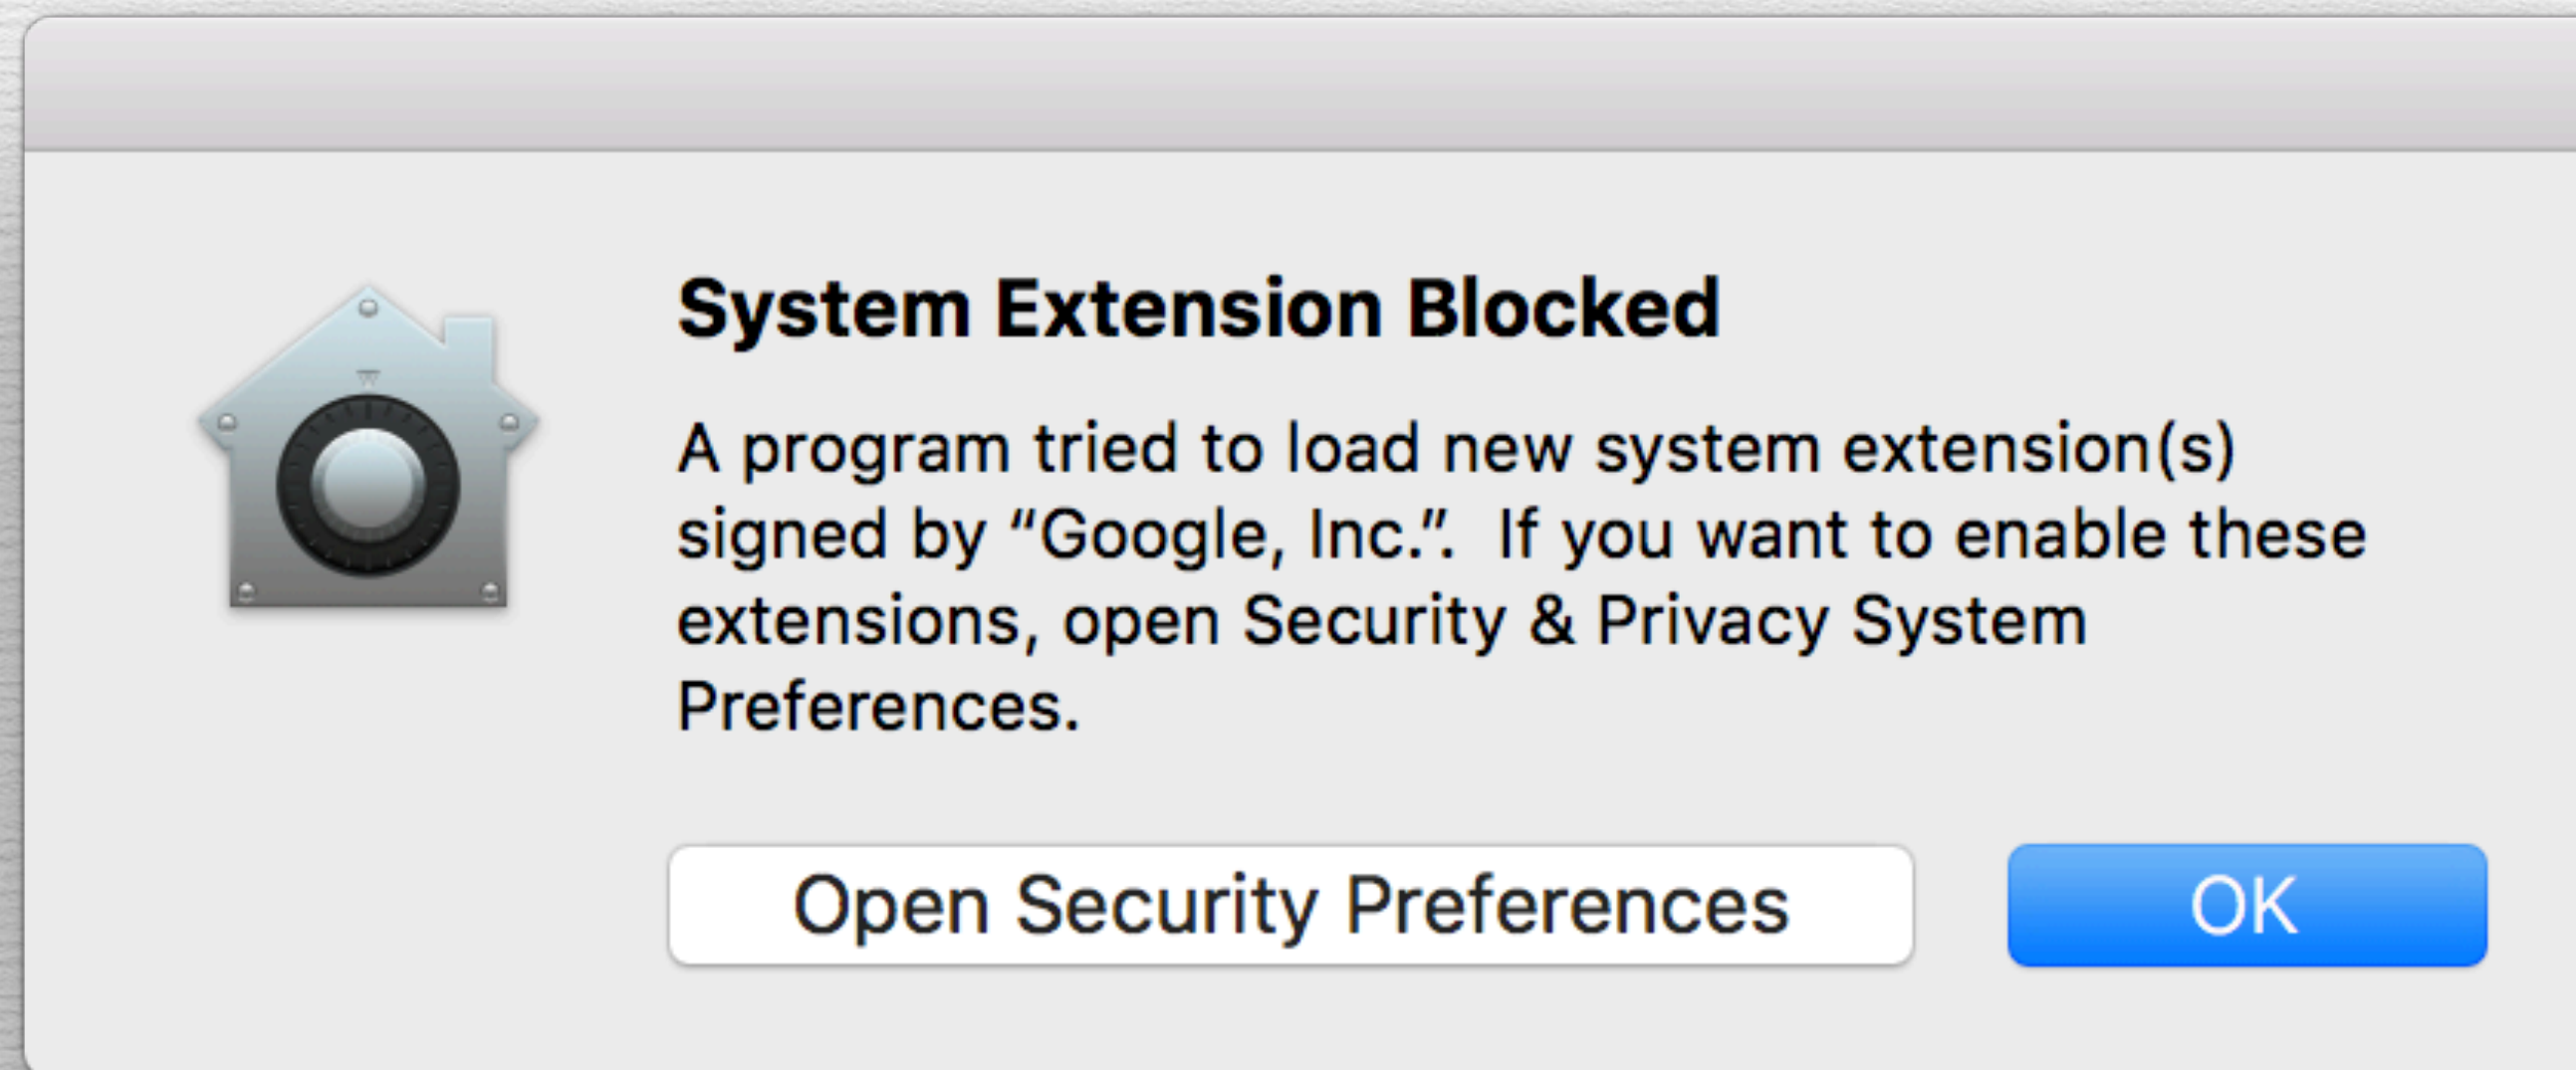 System Extension Blocked
A program tried to load new system extension(s)
signed by “Google, Inc.”.  If you want to enable these
extensions, open Security & Privacy System
Preferences.
Open Security Preferences
OK